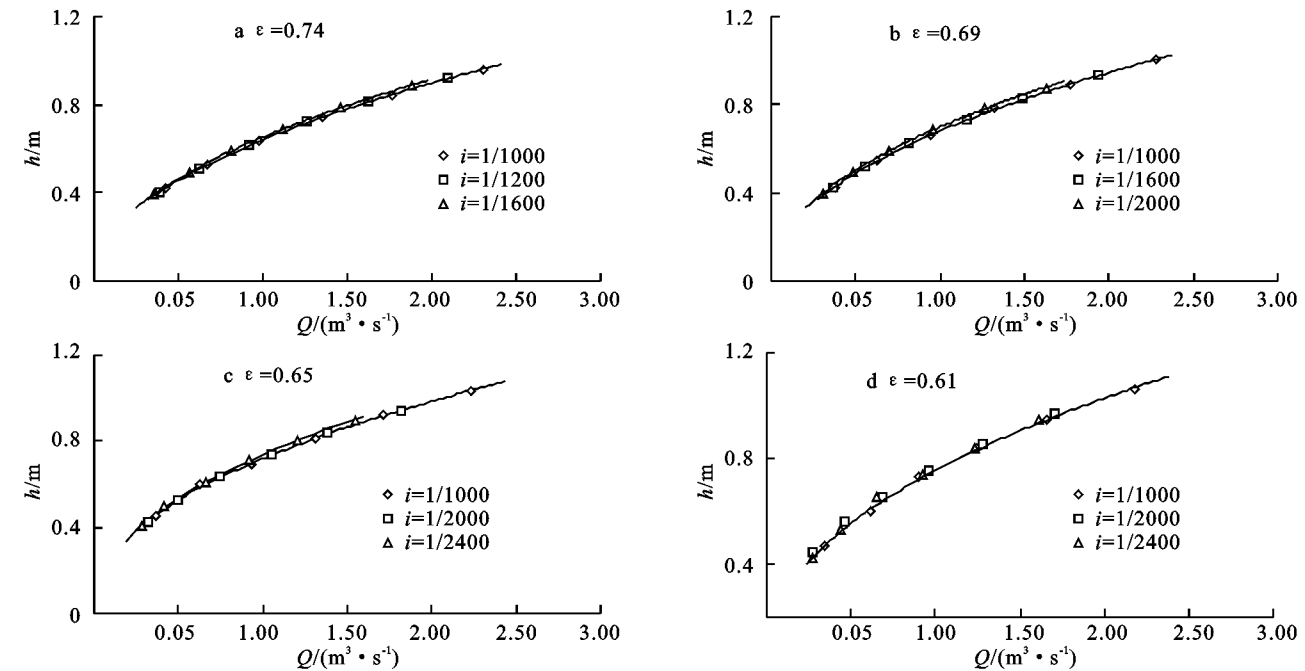 1.2
a ε =0.74
0.8
h/m
i=1/1000
i=1/1200
0.4
i=1/1600
0
0.05 1.00 1.50 2.00 2.50 3.00
Q/(m³·s⁻¹)
1.2
b ε =0.69
0.8
h/m
i=1/1000
i=1/1600
0.4
i=1/2000
0
0.05 1.00 1.50 2.00 2.50 3.00
Q/(m³·s⁻¹)
1.2
c ε =0.65
0.8
h/m
i=1/1000
i=1/2000
0.4
i=1/2400
0
0.05 1.00 1.50 2.00 2.50 3.00
Q/(m³·s⁻¹)
1.2
d ε =0.61
0.8
h/m
i=1/1000
i=1/2000
i=1/2400
0.4
0.05 1.00 1.50 2.00 2.50 3.00
Q/(m³·s⁻¹)